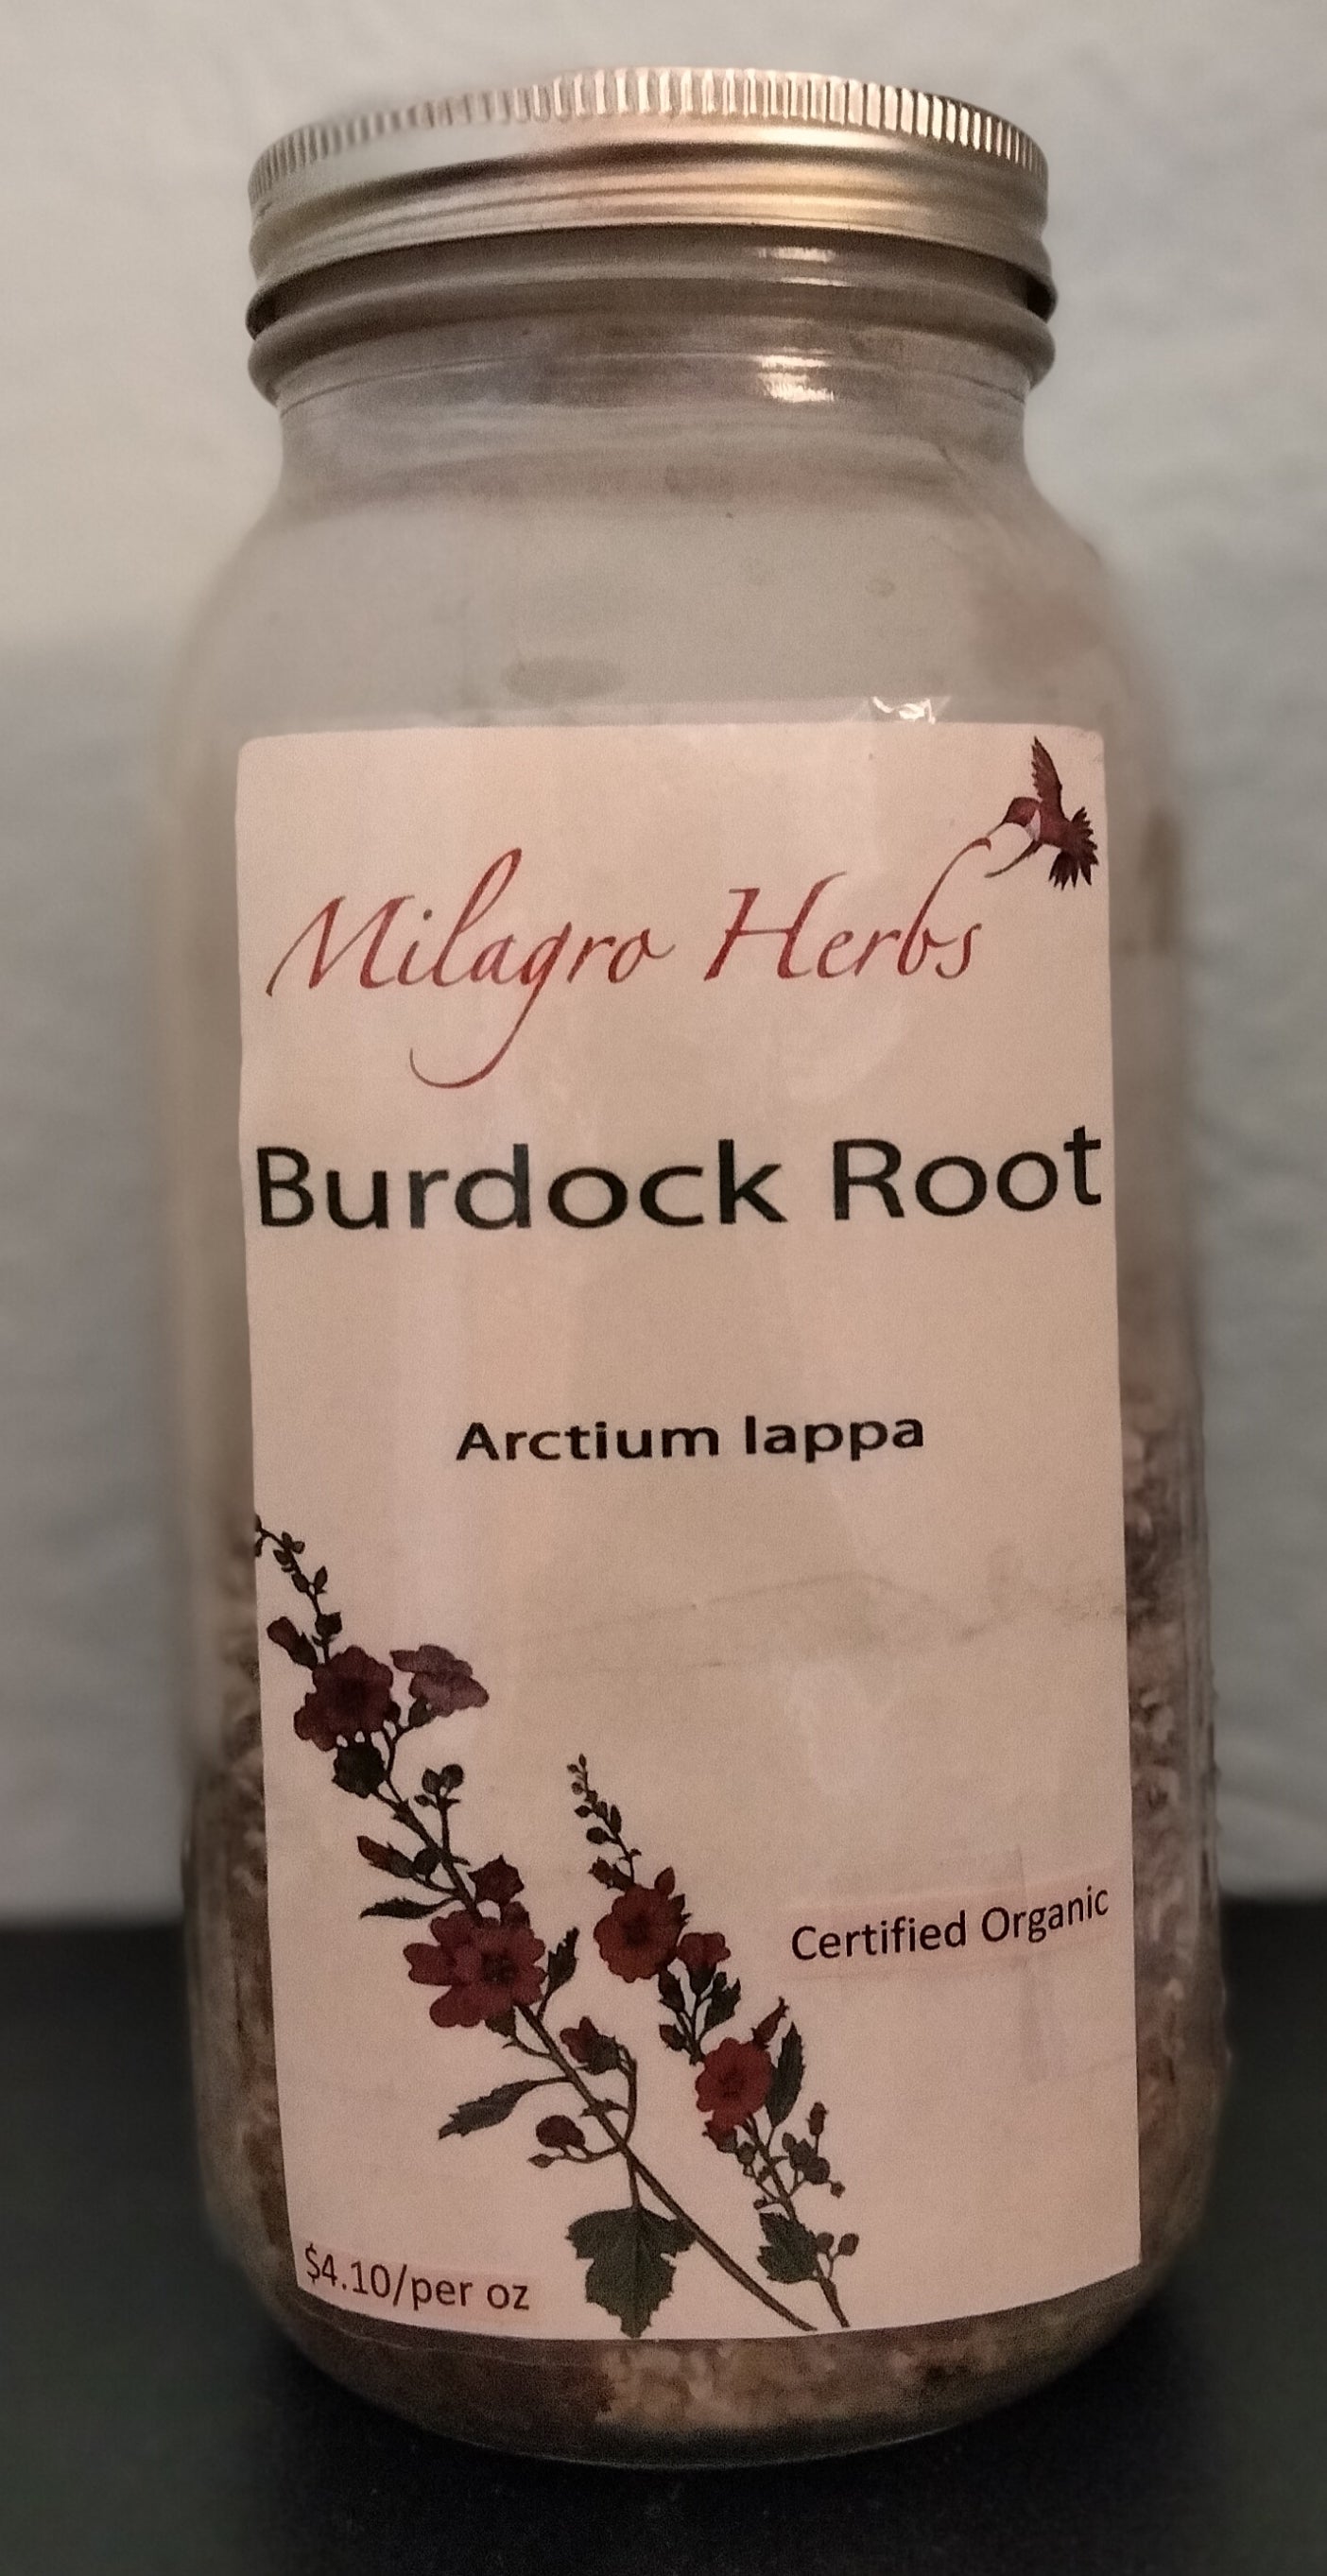 Milagro Herbs
Burdock Root
Arctium lappa
Certified Organic
$4.10/per oz